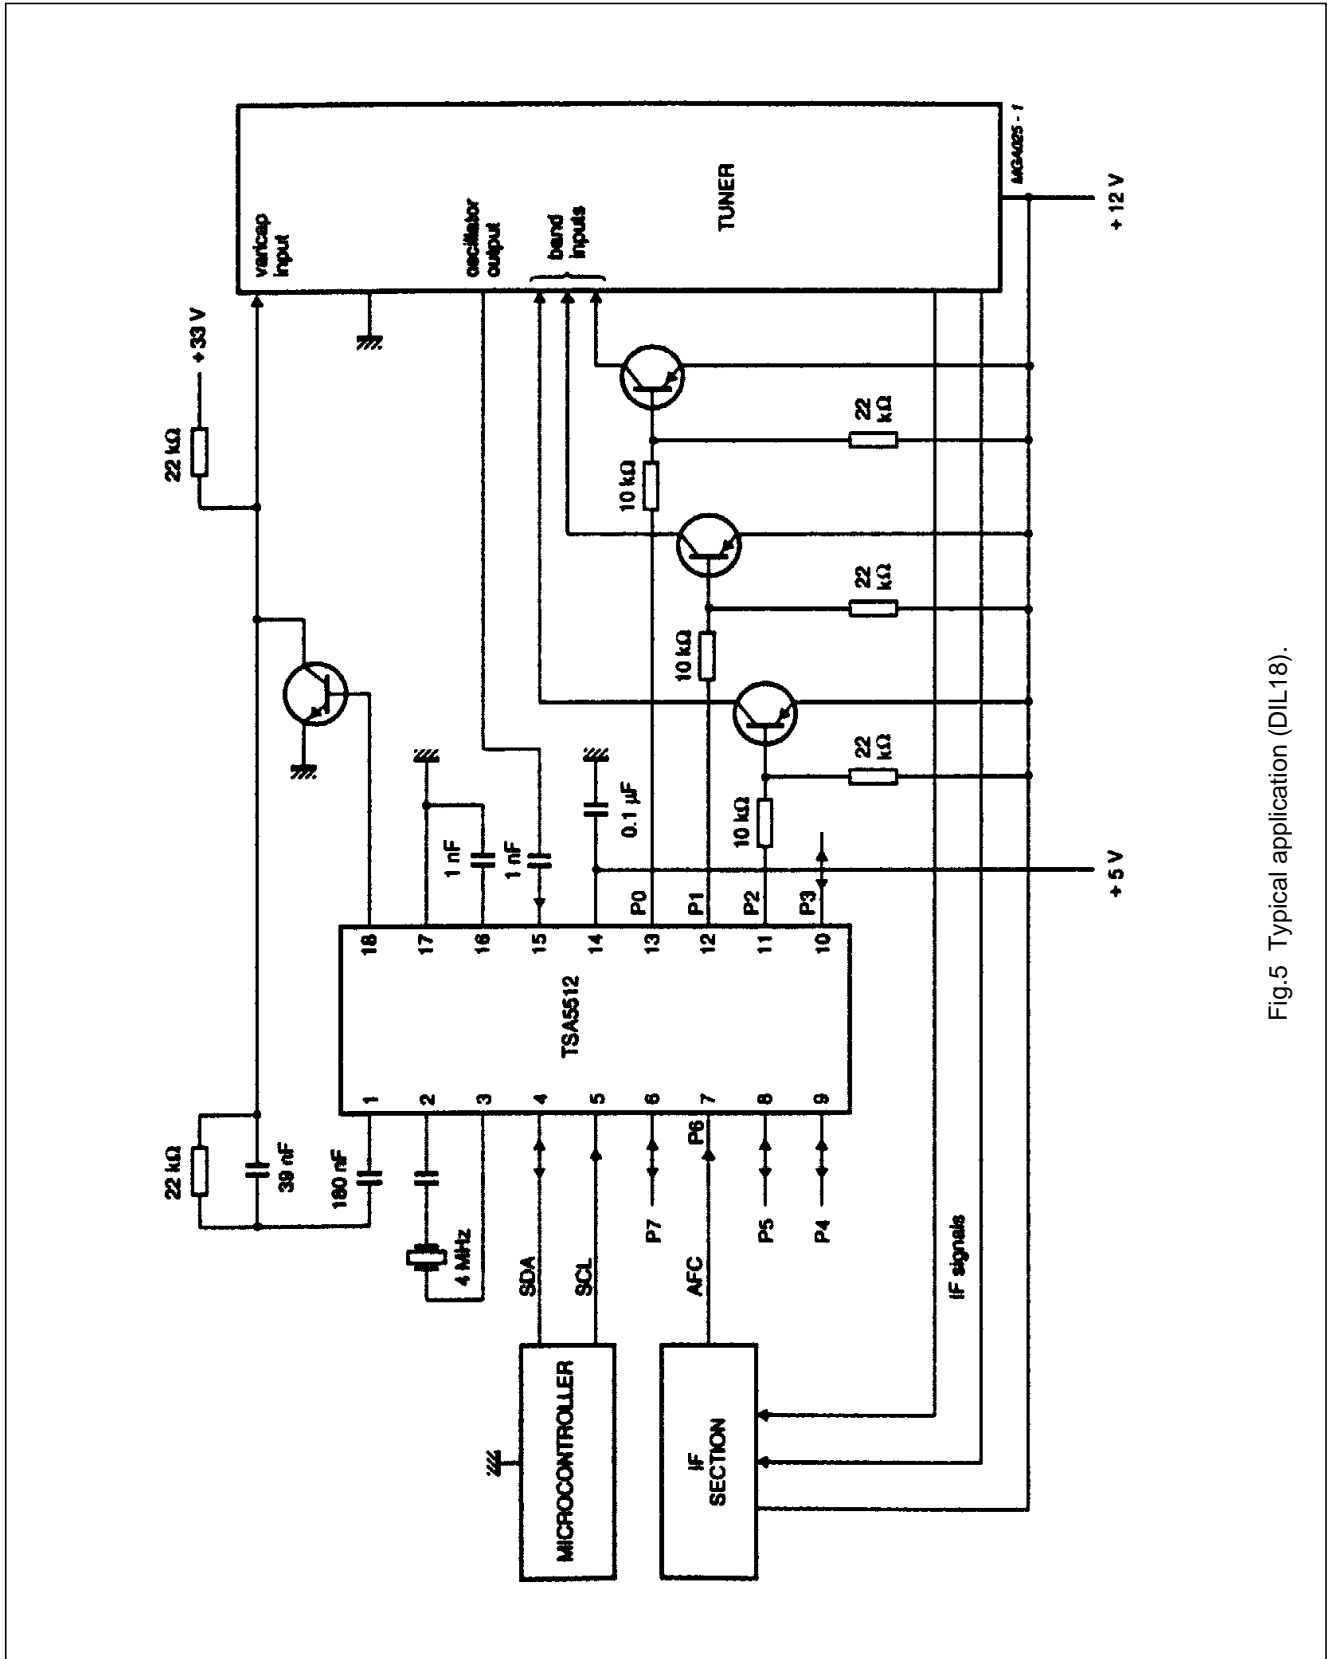 22 kΩ
39 nF
180 nF
4 MHz
SDA
SCL
P7
AFC
P6
P5
P4
MICROCONTROLLER
IF
SECTION
IF signals
1
2
3
4
5
6
7
8
9
TSA5512
18
17
16
15
14
13
12
11
10
P0
P1
P2
P3
1 nF
1 nF
0.1 µF
10 kΩ
10 kΩ
10 kΩ
22
kΩ
22
kΩ
22
kΩ
22 kΩ
+33 V
varicap
input
oscillator
output
band
inputs
TUNER
MGA025 - 1
+ 5 V
+ 12 V
Fig.5 Typical application (DIL18).